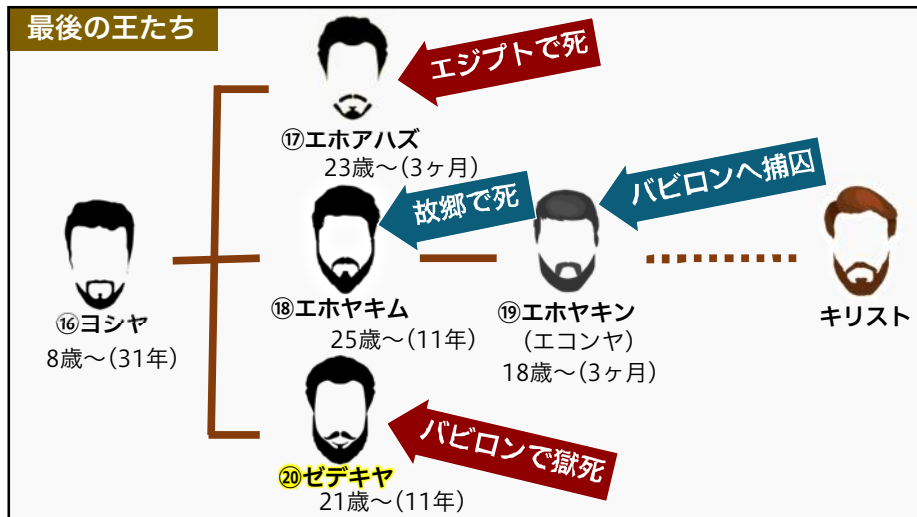 最後の王たち
エジプトで死
⑰エホアハズ
23歳～(3ヶ月)
バビロンへ捕囚
故郷で死
⑯ヨシヤ
8歳～(31年)
⑱エホヤキム
25歳～(11年)
⑲エホヤキン
(エコンヤ)
18歳～(3ヶ月)
キリスト
バビロンで獄死
⑳ゼデキヤ
21歳～(11年)